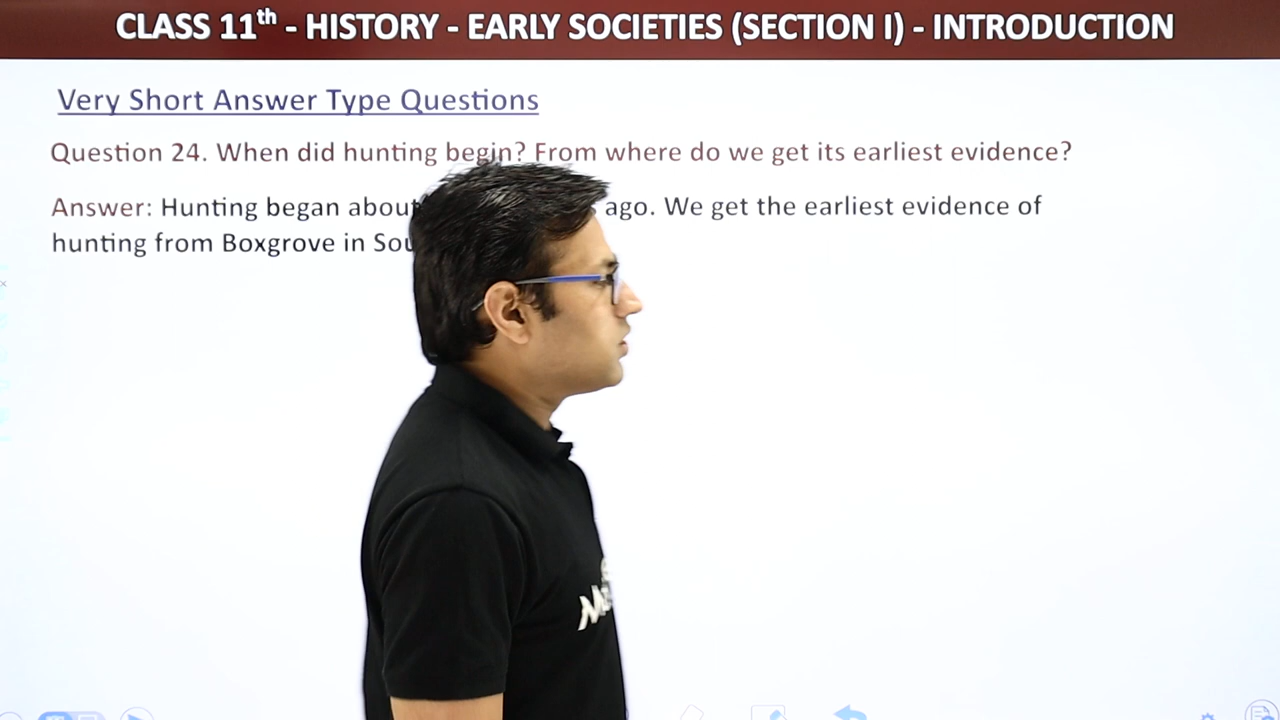 CLASS 11th - HISTORY - EARLY SOCIETIES (SECTION I) - INTRODUCTION
Very Short Answer Type Questions
Question 24. When did hunting begin? From where do we get its earliest evidence?
Answer: Hunting began about ago. We get the earliest evidence of
hunting from Boxgrove in